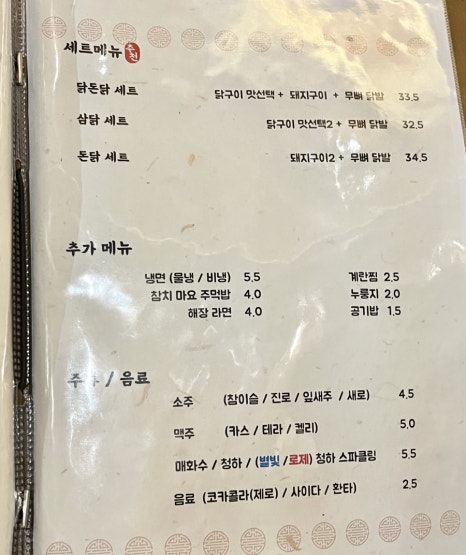 세트메뉴 추천
닭돈닭 세트 닭구이 맛선택 + 돼지구이 + 무뼈 닭발 33.5
삼닭 세트 닭구이 맛선택2 + 무뼈 닭발 32.5
돈닭 세트 돼지구이2 + 무뼈 닭발 34.5
추가 메뉴
냉면 (물냉 / 비냉) 5.5 계란찜 2.5
참치 마요 주먹밥 4.0 누룽지 2.0
해장 라면 4.0 공기밥 1.5
/ 음료
소주 (참이슬 / 진로 / 잎새주 / 새로) 4.5
맥주 (카스 / 테라 / 켈리) 5.0
매화수 / 청하 / (별빛 / 로제) 청하 스파클링 5.5
음료 (코카콜라(제로) / 사이다 / 환타) 2.5